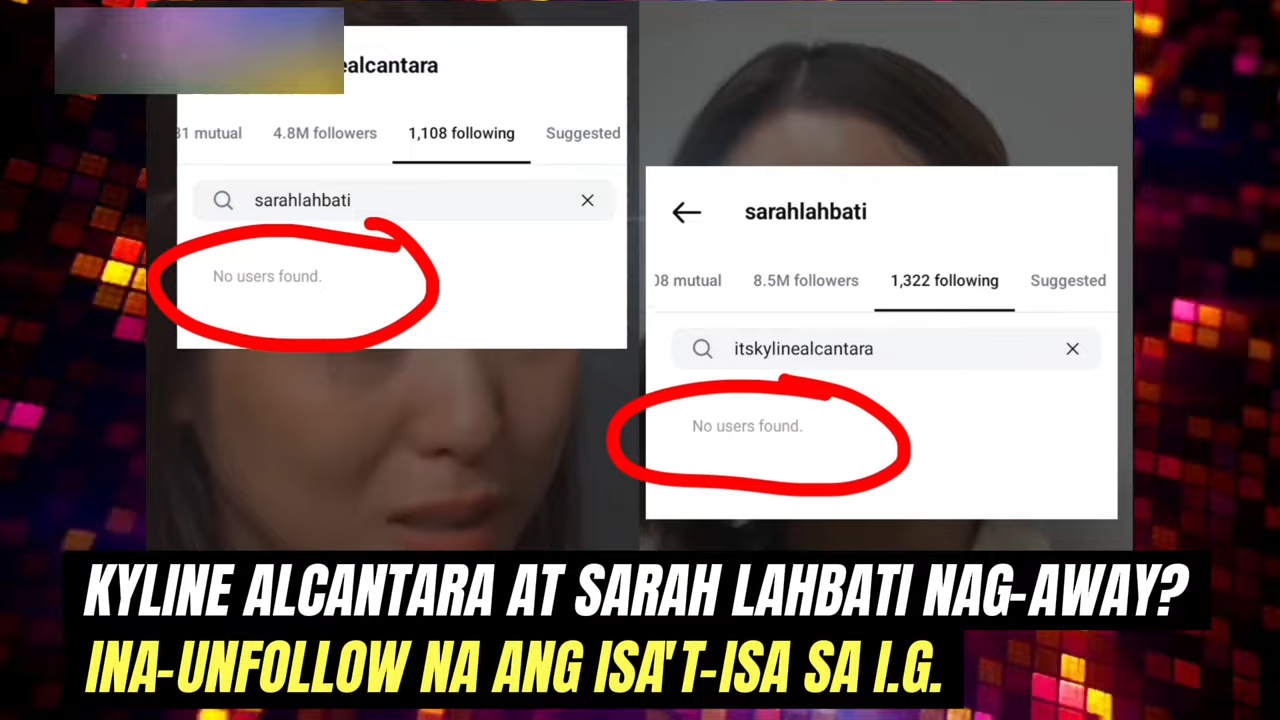 ealcantara
31 mutual 4.8M followers 1,108 following Suggested
sarahlahbati
No users found.
sarahlahbati
08 mutual 8.5M followers 1,322 following Suggested
itskylinealcantara
No users found.
KYLINE ALCANTARA AT SARAH LAHBATI NAG-AWAY?
INA-UNFOLLOW NA ANG ISA'T-ISA SA I.G.